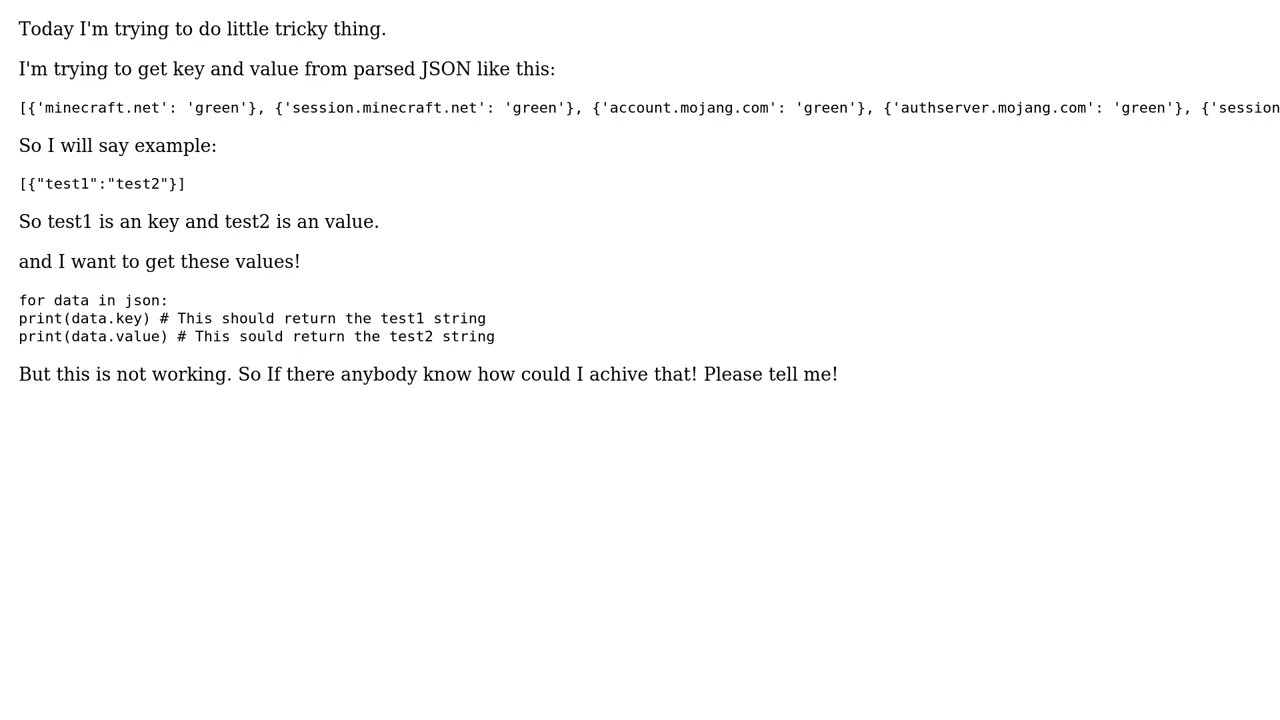 Today I'm trying to do little tricky thing.
I'm trying to get key and value from parsed JSON like this:
[{'minecraft.net': 'green'}, {'session.minecraft.net': 'green'}, {'account.mojang.com': 'green'}, {'authserver.mojang.com': 'green'}, {'session
So I will say example:
[{"test1":"test2"}]
So test1 is an key and test2 is an value.
and I want to get these values!
for data in json:
print(data.key) # This should return the test1 string
print(data.value) # This sould return the test2 string
But this is not working. So If there anybody know how could I achive that! Please tell me!